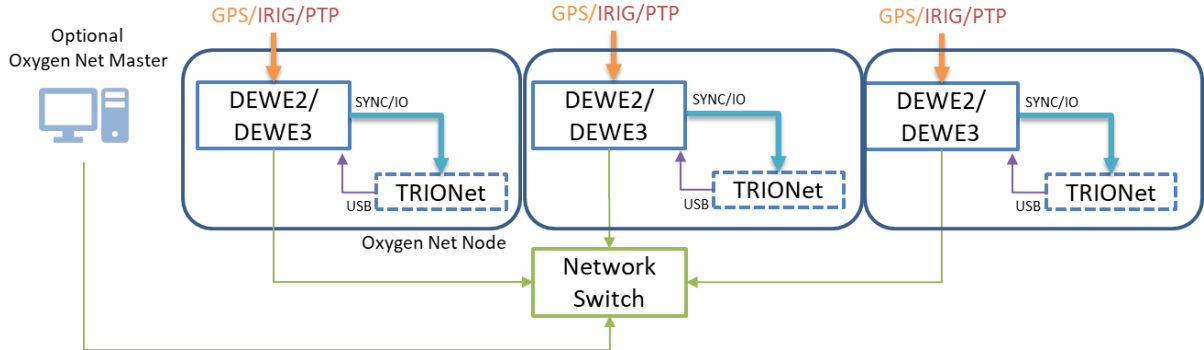 GPS/IRIG/PTP
GPS/IRIG/PTP
GPS/IRIG/PTP
Optional
Oxygen Net Master
DEWE2/
DEWE3
SYNC/IO
USB
TRIONet
Oxygen Net Node
DEWE2/
DEWE3
SYNC/IO
USB
TRIONet
DEWE2/
DEWE3
SYNC/IO
USB
TRIONet
Network
Switch